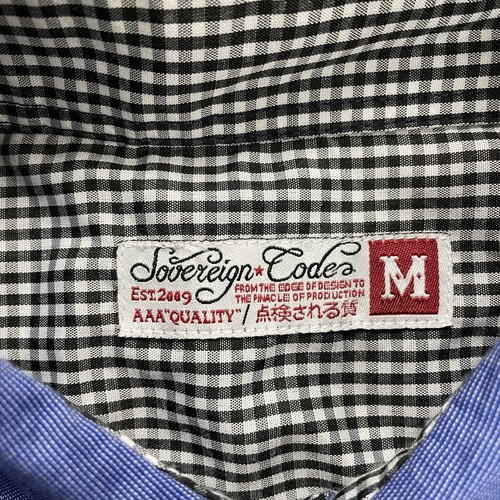 Sovereign★Code
EST. 2009
FROM THE EDGE OF DESIGN TO
THE PINACLE OF PRODUCTION
AAA "QUALITY" / 点検される質
M